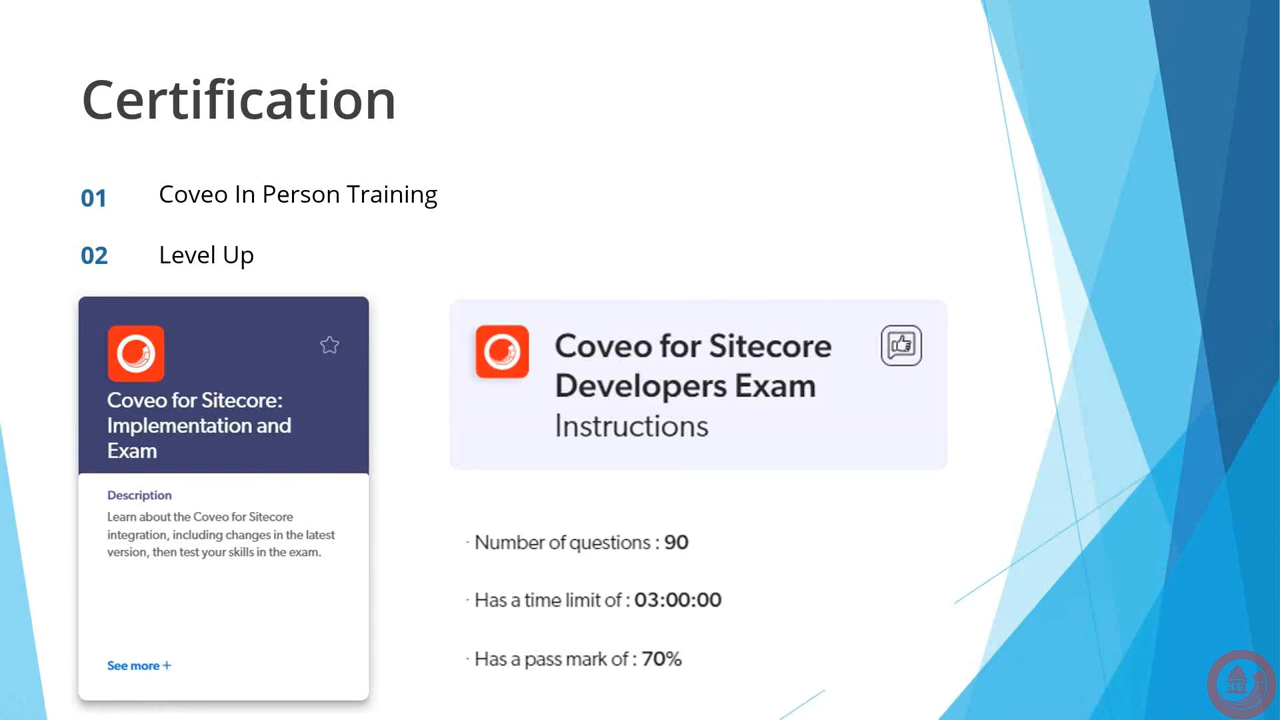 Certification
01 Coveo In Person Training
02 Level Up
Coveo for Sitecore:
Implementation and
Exam
Description
Learn about the Coveo for Sitecore
integration, including changes in the latest
version, then test your skills in the exam.
See more +
Coveo for Sitecore
Developers Exam
Instructions
· Number of questions : 90
· Has a time limit of : 03:00:00
· Has a pass mark of : 70%